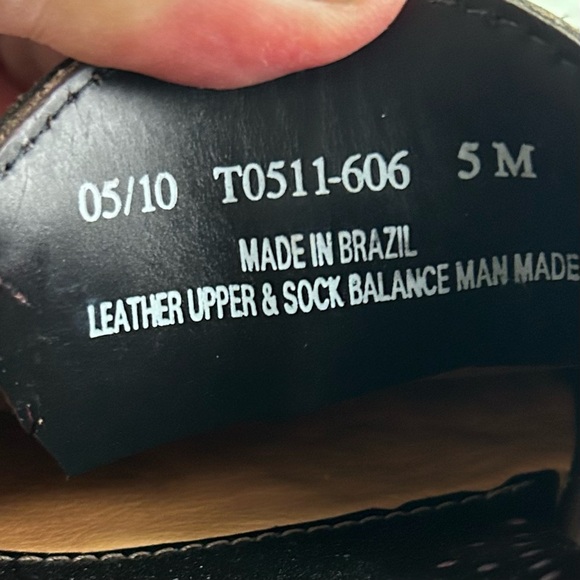 05/10 T0511-606 5 M
MADE IN BRAZIL
LEATHER UPPER & SOCK BALANCE MAN MADE